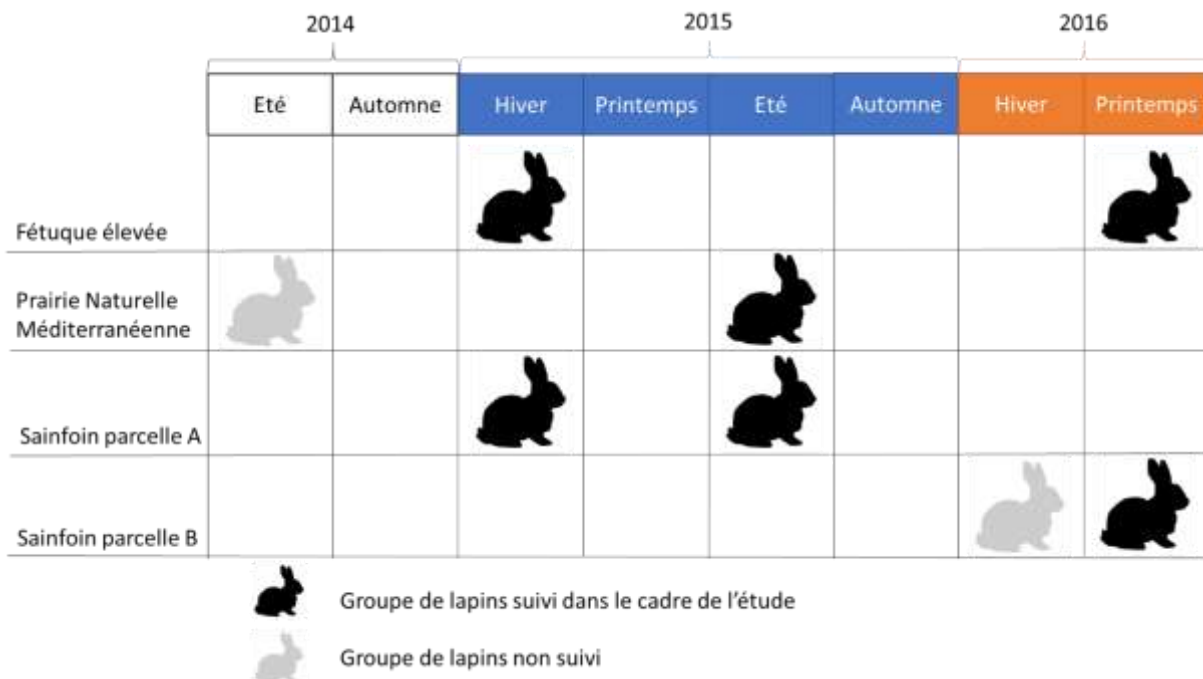 2014 2015 2016
Eté Automne Hiver Printemps Eté Automne Hiver Printemps
Fétuque élevée
Prairie Naturelle
Méditerranéenne
Sainfoin parcelle A
Sainfoin parcelle B
Groupe de lapins suivi dans le cadre de l'étude
Groupe de lapins non suivi